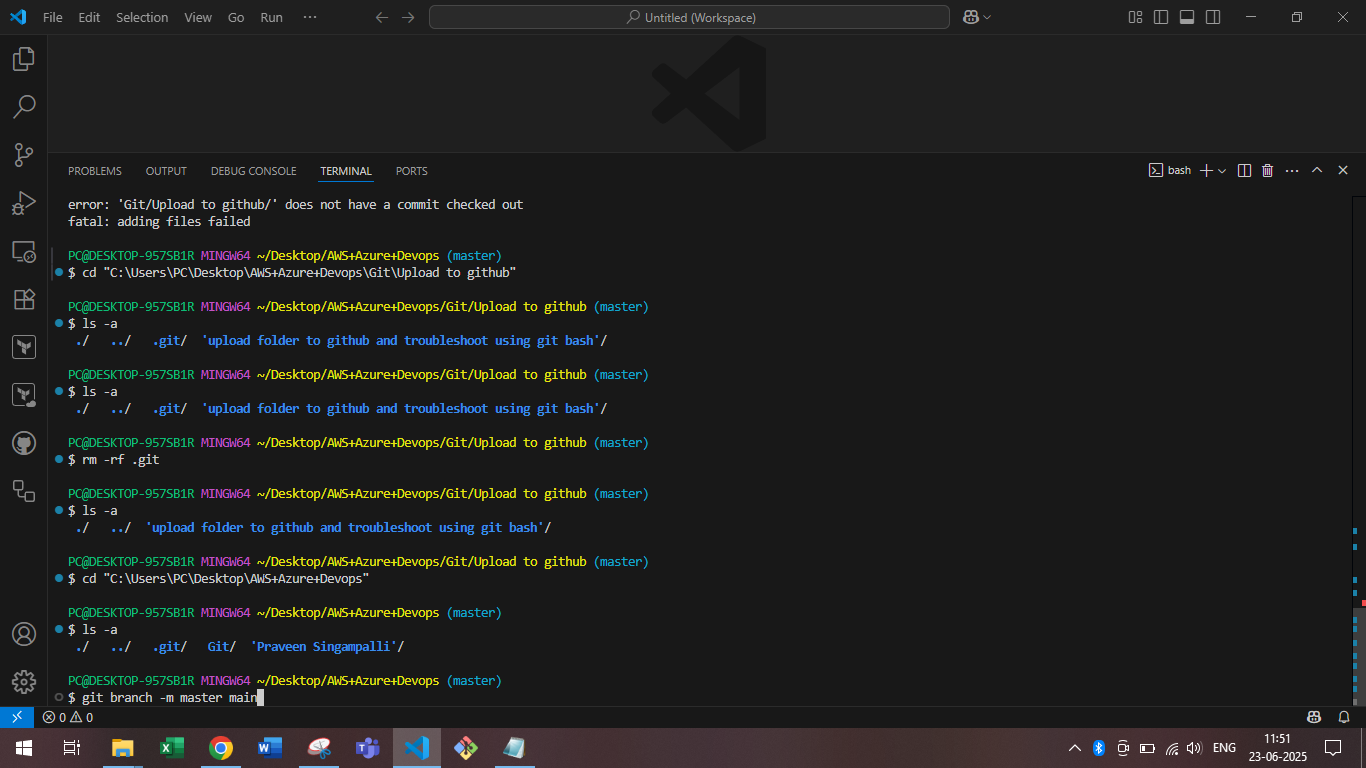 File Edit Selection View Go Run ···
Untitled (Workspace)
PROBLEMS OUTPUT DEBUG CONSOLE TERMINAL PORTS
bash
error: 'Git/Upload to github/' does not have a commit checked out
fatal: adding files failed
PC@DESKTOP-957SB1R MINGW64 ~/Desktop/AWS+Azure+Devops (master)
$ cd "C:\Users\PC\Desktop\AWS+Azure+Devops\Git\Upload to github"
PC@DESKTOP-957SB1R MINGW64 ~/Desktop/AWS+Azure+Devops/Git/Upload to github (master)
$ ls -a
./ ../ .git/ 'upload folder to github and troubleshoot using git bash'/
PC@DESKTOP-957SB1R MINGW64 ~/Desktop/AWS+Azure+Devops/Git/Upload to github (master)
$ ls -a
./ ../ .git/ 'upload folder to github and troubleshoot using git bash'/
PC@DESKTOP-957SB1R MINGW64 ~/Desktop/AWS+Azure+Devops/Git/Upload to github (master)
$ rm -rf .git
PC@DESKTOP-957SB1R MINGW64 ~/Desktop/AWS+Azure+Devops/Git/Upload to github (master)
$ ls -a
./ ../ 'upload folder to github and troubleshoot using git bash'/
PC@DESKTOP-957SB1R MINGW64 ~/Desktop/AWS+Azure+Devops/Git/Upload to github (master)
$ cd "C:\Users\PC\Desktop\AWS+Azure+Devops"
PC@DESKTOP-957SB1R MINGW64 ~/Desktop/AWS+Azure+Devops (master)
$ ls -a
./ ../ .git/ Git/ 'Praveen Singampalli'/
PC@DESKTOP-957SB1R MINGW64 ~/Desktop/AWS+Azure+Devops (master)
$ git branch -m master main
0 0
ENG
11:51
23-06-2025